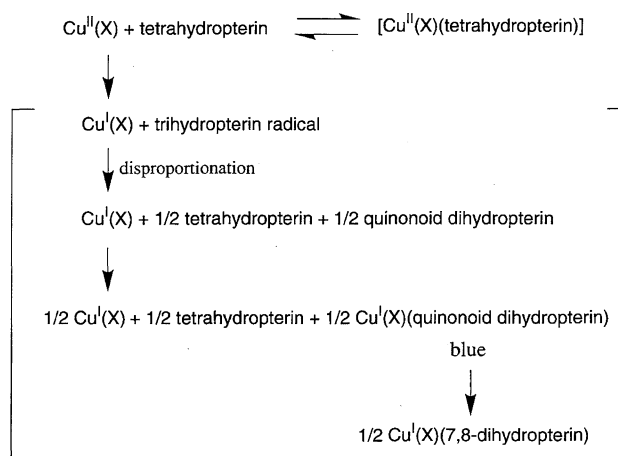 Cu^II(X) + tetrahydropterin ⇌ [Cu^II(X)(tetrahydropterin)]
Cu^I(X) + trihydropterin radical
disproportionation
Cu^I(X) + 1/2 tetrahydropterin + 1/2 quinonoid dihydropterin
1/2 Cu^I(X) + 1/2 tetrahydropterin + 1/2 Cu^I(X)(quinonoid dihydropterin)
blue
1/2 Cu^I(X)(7,8-dihydropterin)